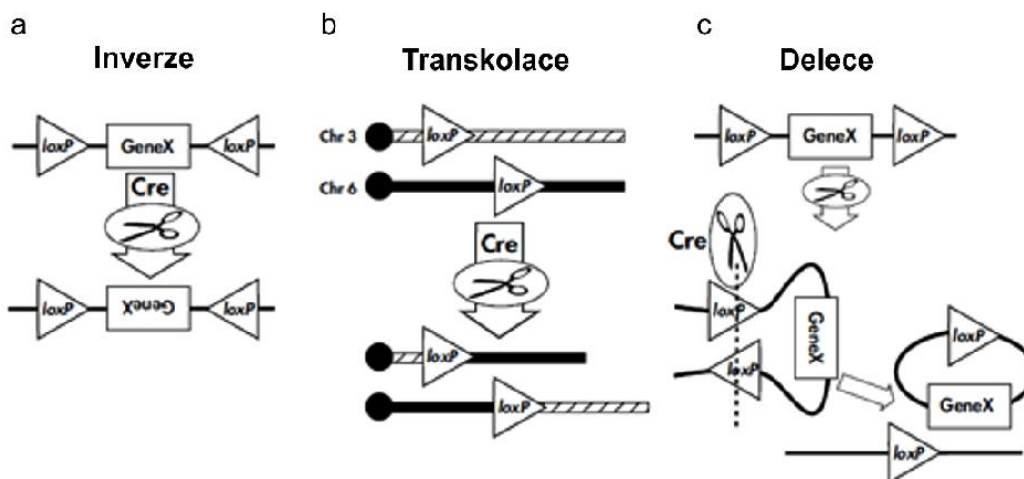 a
Inverze
loxP GeneX loxP
Cre
loxP GeneX loxP
b
Transkolace
Chr 3 loxP
Chr 6 loxP
Cre
loxP
loxP
c
Delece
loxP GeneX loxP
Cre
loxP
GeneX
loxP
loxP
GeneX
loxP